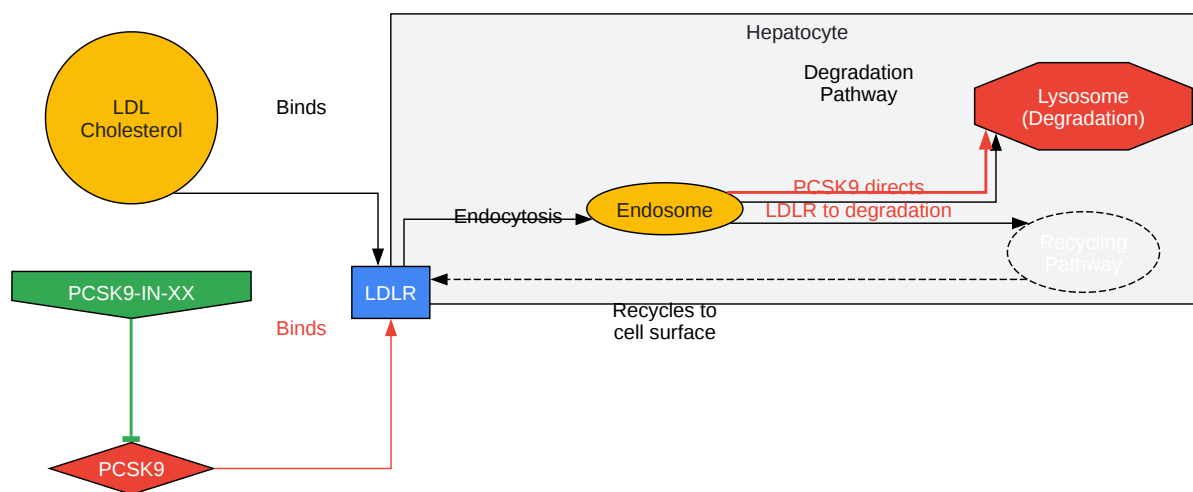 Hepatocyte
LDL
Cholesterol
Binds
Degradation
Pathway
Lysosome
(Degradation)
PCSK9 directs
LDLR to degradation
Endosome
Endocytosis
Recycling
Pathway
PCSK9-IN-XX
LDLR
Recycles to
cell surface
Binds
PCSK9